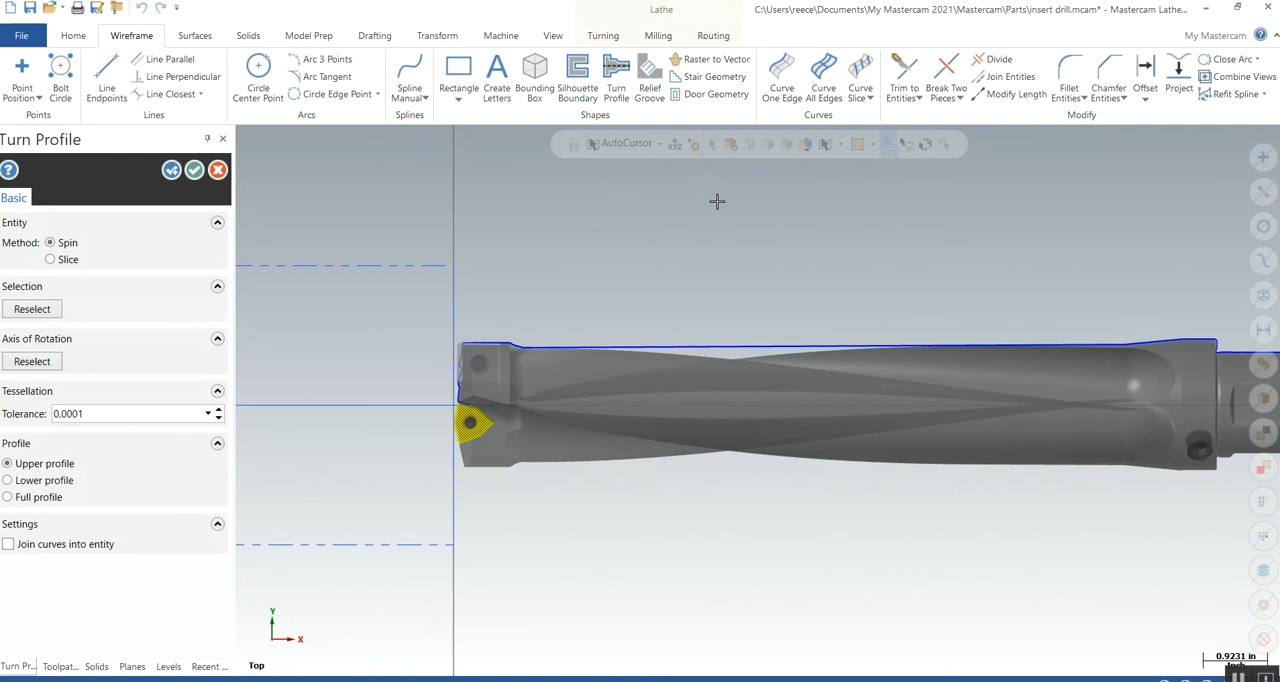 Lathe
C:\Users\reece\Documents\My Mastercam 2021\Mastercam\Parts\insert drill.mcam* - Mastercam Lathe...
File
Home
Wireframe
Surfaces
Solids
Model Prep
Drafting
Transform
Machine
View
Turning
Milling
Routing
My Mastercam
Point Position
Bolt Circle
Points
Line Endpoints
Line Parallel
Line Perpendicular
Line Closest
Lines
Circle Center Point
Arc 3 Points
Arc Tangent
Circle Edge Point
Arcs
Spline Manual
Splines
Rectangle
Create Letters
Bounding Box
Silhouette Boundary
Turn Profile
Relief Groove
Raster to Vector
Stair Geometry
Door Geometry
Shapes
Curve One Edge
Curve All Edges
Curve Slice
Curves
Trim to Entities
Break Two Pieces
Divide
Join Entities
Modify Length
Fillet Entities
Chamfer Entities
Offset
Project
Close Arc
Combine Views
Refit Spline
Modify
Turn Profile
Basic
Entity
Method:
Spin
Slice
Selection
Reselect
Axis of Rotation
Reselect
Tessellation
Tolerance:
0.0001
Profile
Upper profile
Lower profile
Full profile
Settings
Join curves into entity
AutoCursor
Y
X
Turn Pr...
Toolpat...
Solids
Planes
Levels
Recent ...
Top
0.9231 in
Inch